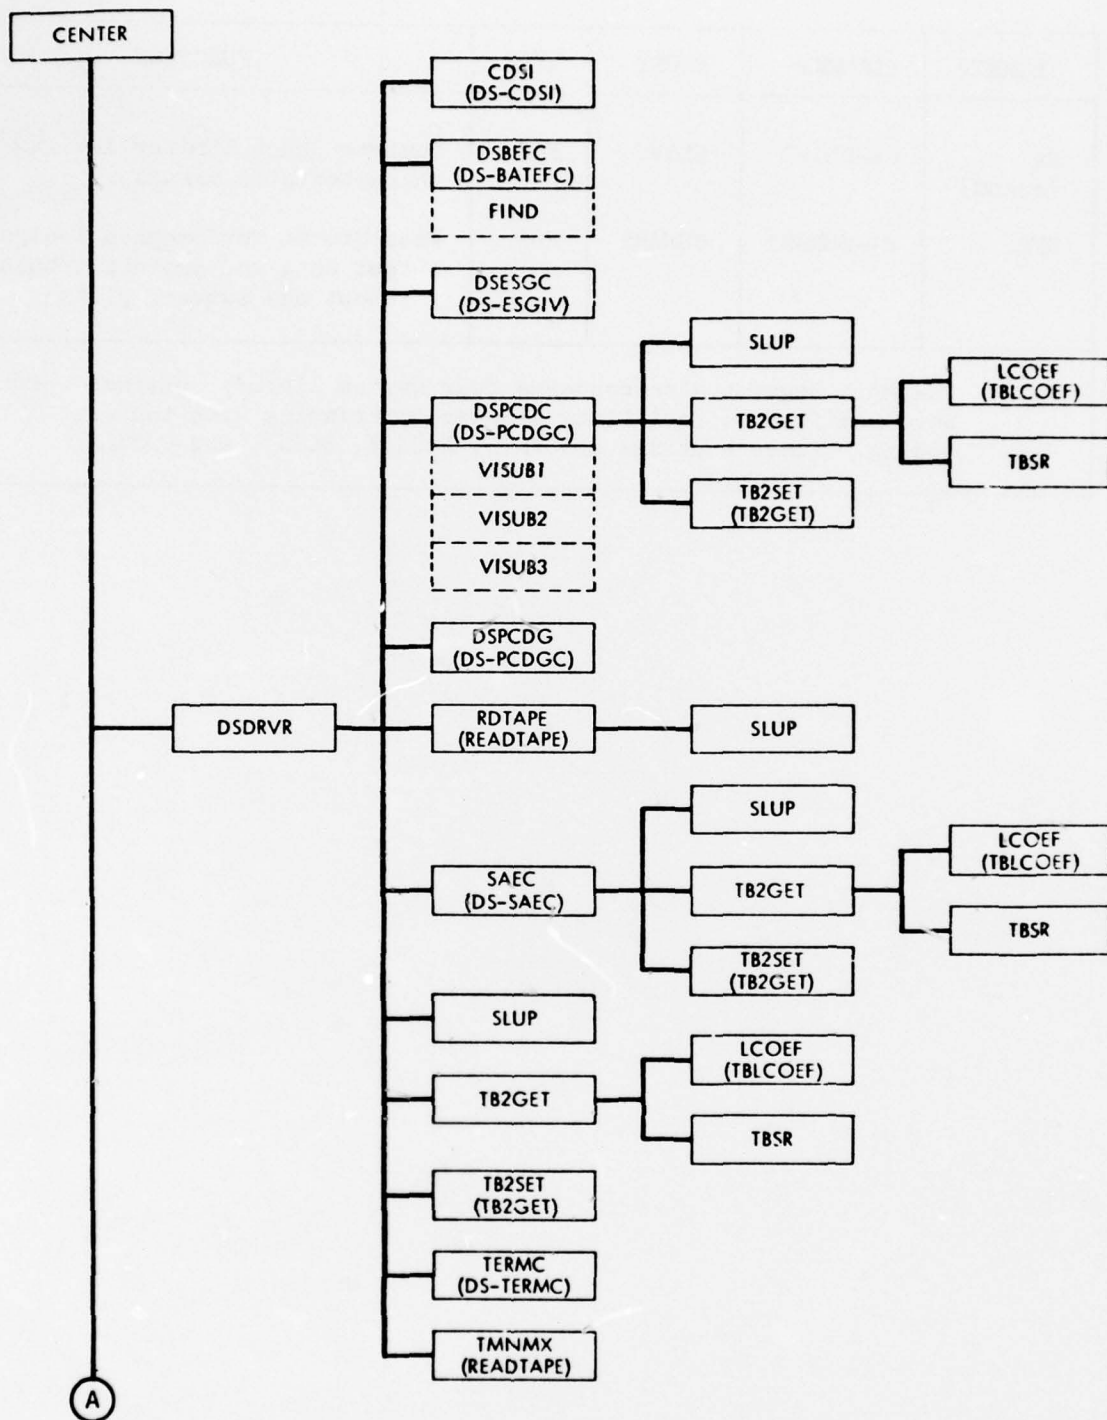 CENTER
CDSI
(DS-CDSI)
DSBEFC
(DS-BATEFC)
FIND
DSESGC
(DS-ESGIV)
SLUP
LCOEF
(TBLCOEF)
DSPCDC
(DS-PCDGC)
TB2GET
TBSR
VISUB1
TB2SET
(TB2GET)
VISUB2
VISUB3
DSPCDG
(DS-PCDGC)
DSDRVR
RDTAPE
(READTAPE)
SLUP
SLUP
LCOEF
(TBLCOEF)
SAEC
(DS-SAEC)
TB2GET
TBSR
TB2SET
(TB2GET)
SLUP
LCOEF
(TBLCOEF)
TB2GET
TBSR
TB2SET
(TB2GET)
TERMC
(DS-TERMC)
TMNMX
(READTAPE)
A